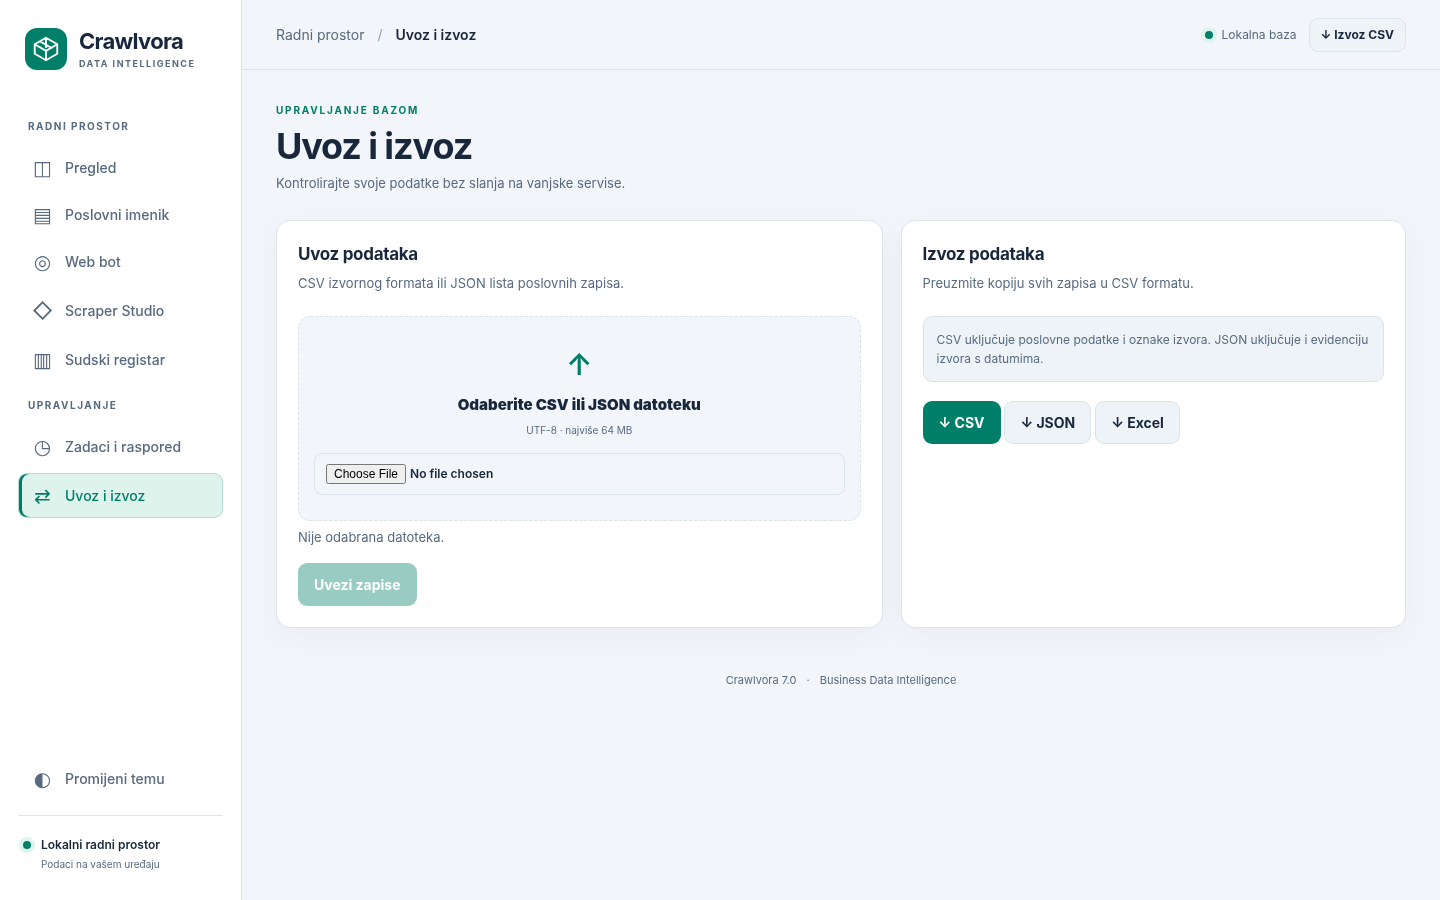 Crawlvora
DATA INTELLIGENCE
RADNI PROSTOR
Pregled
Poslovni imenik
Web bot
Scraper Studio
Sudski registar
UPRAVLJANJE
Zadaci i raspored
Uvoz i izvoz
Promijeni temu
Lokalni radni prostor
Podaci na vašem uređaju
Radni prostor / Uvoz i izvoz
Lokalna baza
↓ Izvoz CSV
UPRAVLJANJE BAZOM
Uvoz i izvoz
Kontrolirajte svoje podatke bez slanja na vanjske servise.
Uvoz podataka
CSV izvornog formata ili JSON lista poslovnih zapisa.
↑
Odaberite CSV ili JSON datoteku
UTF-8 · najviše 64 MB
Choose File No file chosen
Nije odabrana datoteka.
Uvezi zapise
Izvoz podataka
Preuzmite kopiju svih zapisa u CSV formatu.
CSV uključuje poslovne podatke i oznake izvora. JSON uključuje i evidenciju
izvora s datumima.
↓ CSV ↓ JSON ↓ Excel
Crawlvora 7.0 · Business Data Intelligence